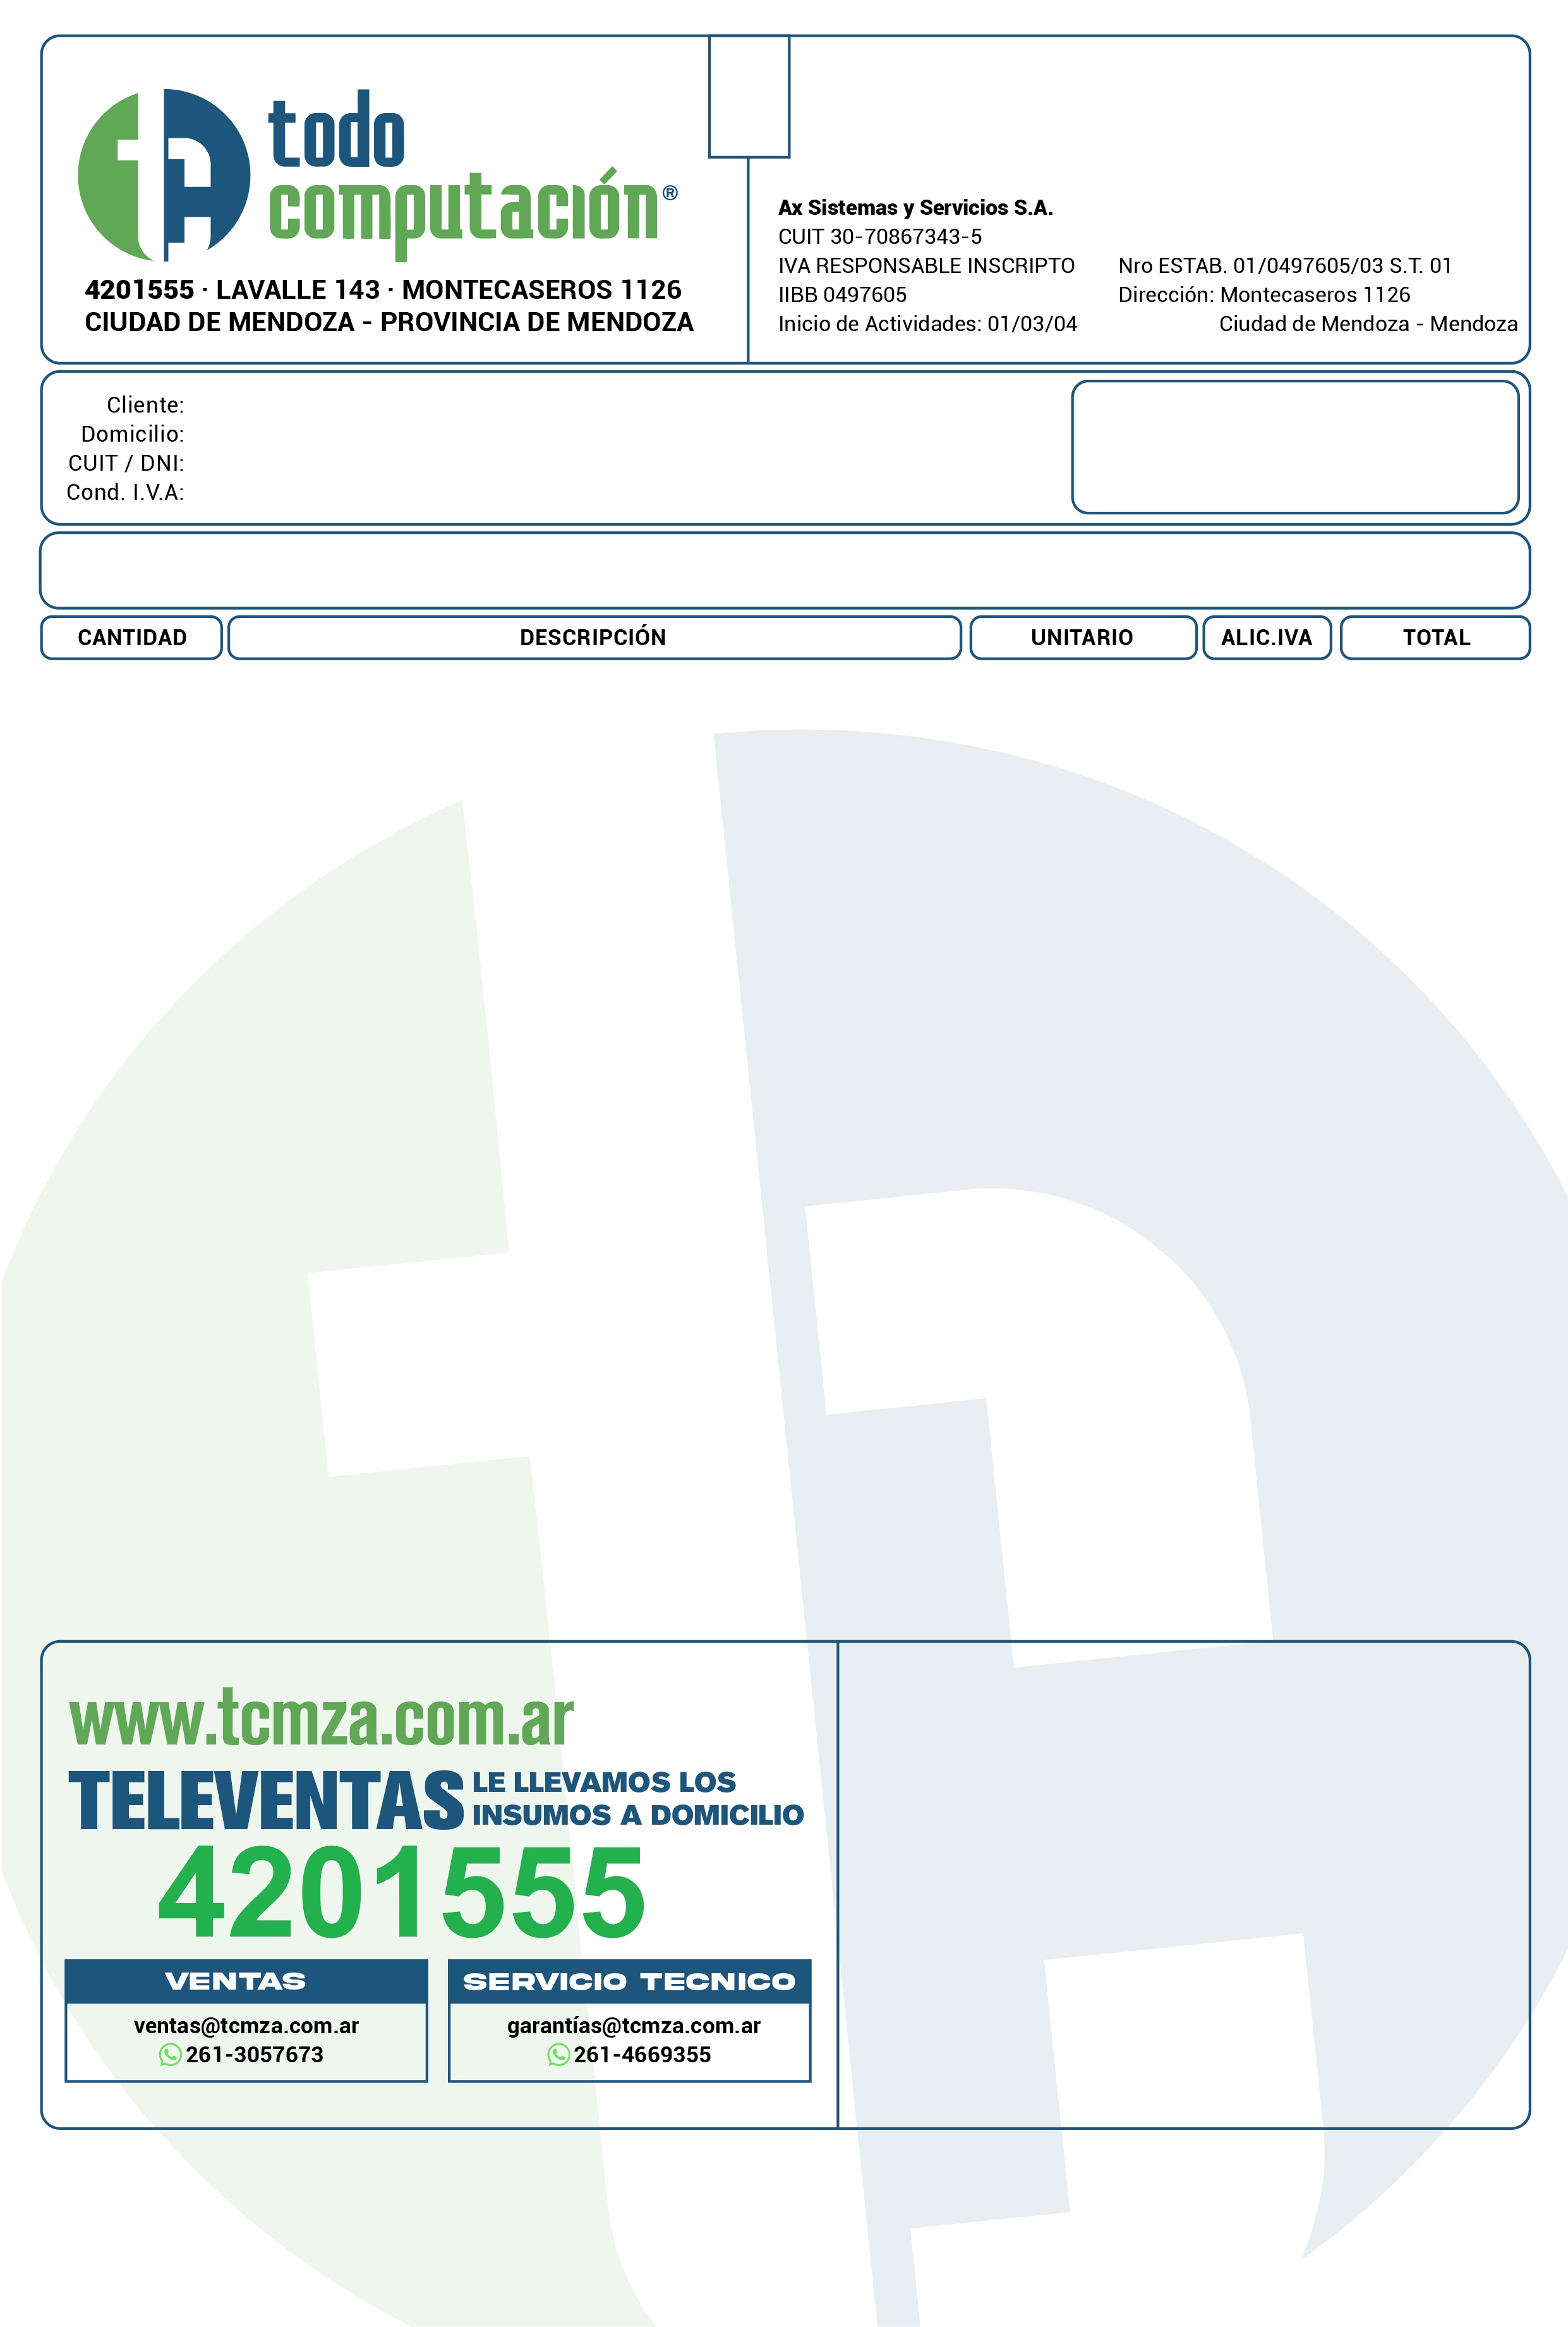 todo
computación®
4201555 · LAVALLE 143 · MONTECASEROS 1126
CIUDAD DE MENDOZA - PROVINCIA DE MENDOZA
Ax Sistemas y Servicios S.A.
CUIT 30-70867343-5
IVA RESPONSABLE INSCRIPTO
IIBB 0497605
Inicio de Actividades: 01/03/04
Nro ESTAB. 01/0497605/03 S.T. 01
Dirección: Montecaseros 1126
Ciudad de Mendoza - Mendoza
Cliente:
Domicilio:
CUIT / DNI:
Cond. I.V.A:
CANTIDAD DESCRIPCIÓN UNITARIO ALIC.IVA TOTAL
www.tcmza.com.ar
TELEVENTAS
LE LLEVAMOS LOS
INSUMOS A DOMICILIO
4201555
VENTAS
ventas@tcmza.com.ar
261-3057673
SERVICIO TECNICO
garantías@tcmza.com.ar
261-4669355